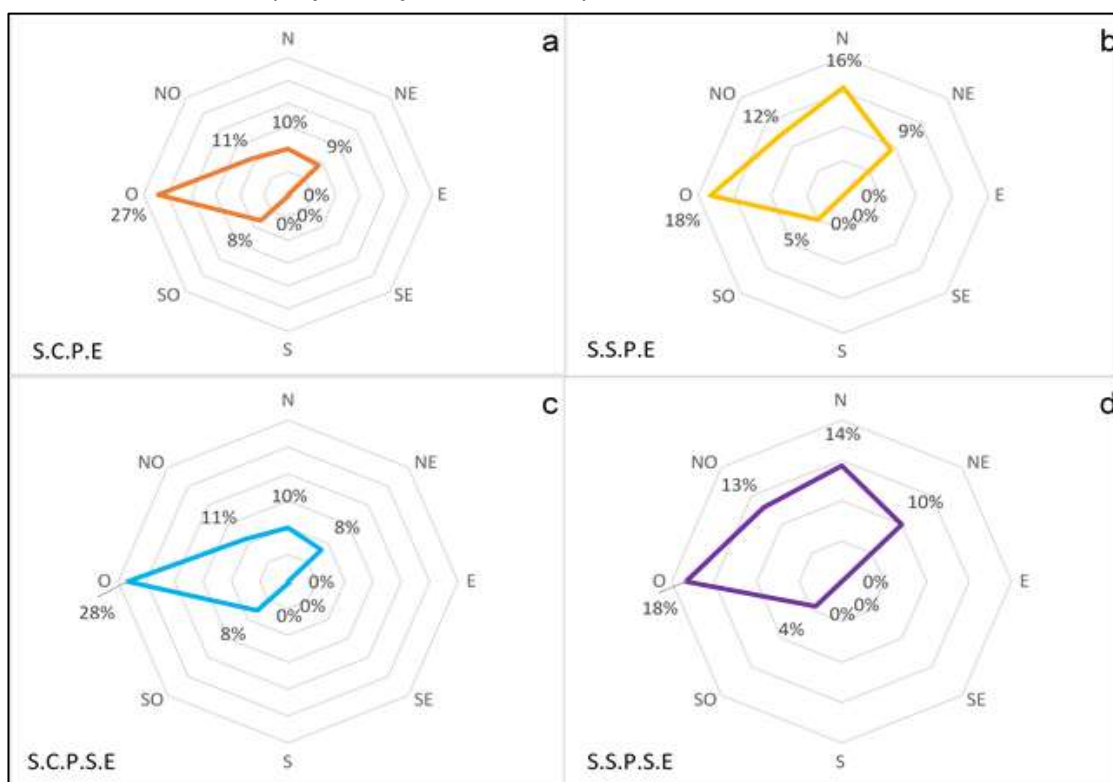 a
N
NO
NE
10%
11%
9%
O
0%
E
27%
0%
0%
8%
SO
SE
S
S.C.P.E
b
N
16%
NO
NE
12%
9%
O
0%
E
18%
0%
0%
5%
SO
SE
S
S.S.P.E
c
N
NO
NE
10%
11%
8%
O
0%
E
28%
0%
0%
8%
SO
SE
S
S.C.P.S.E
d
N
14%
NO
NE
13%
10%
O
0%
E
18%
0%
0%
4%
SO
SE
S
S.S.P.S.E